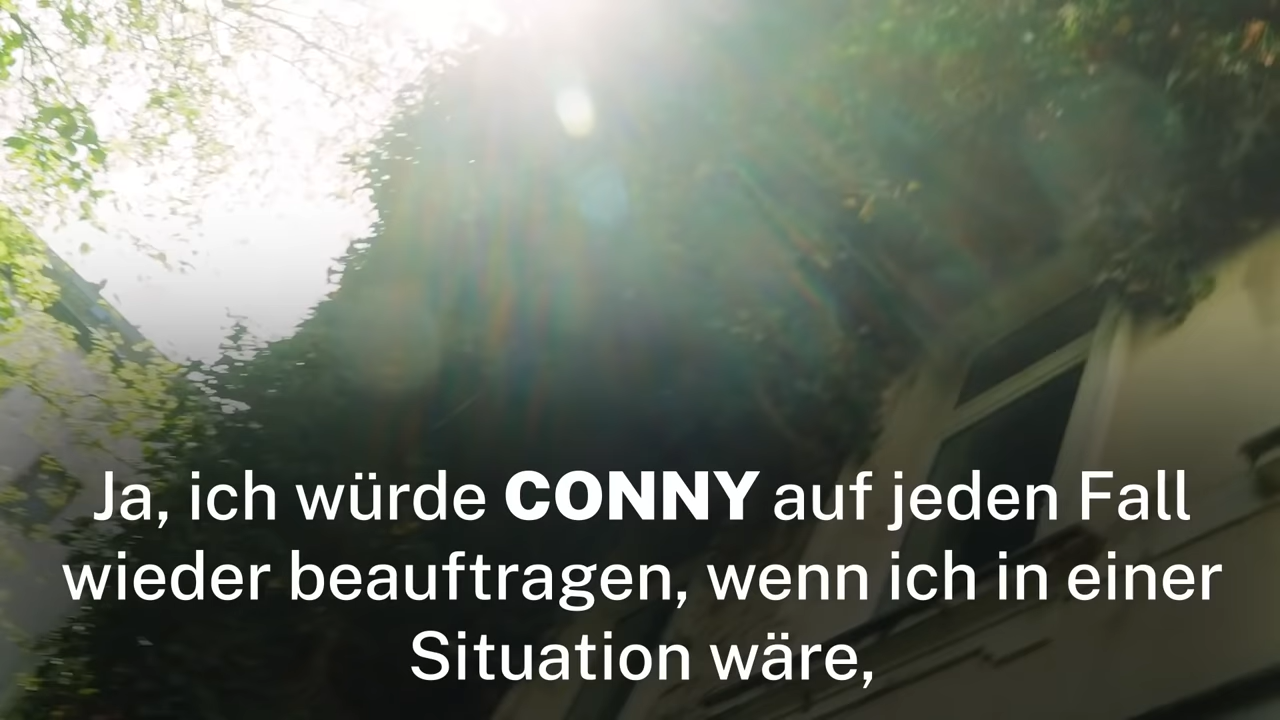 Ja, ich würde CONNY auf jeden Fall
wieder beauftragen, wenn ich in einer
Situation wäre,